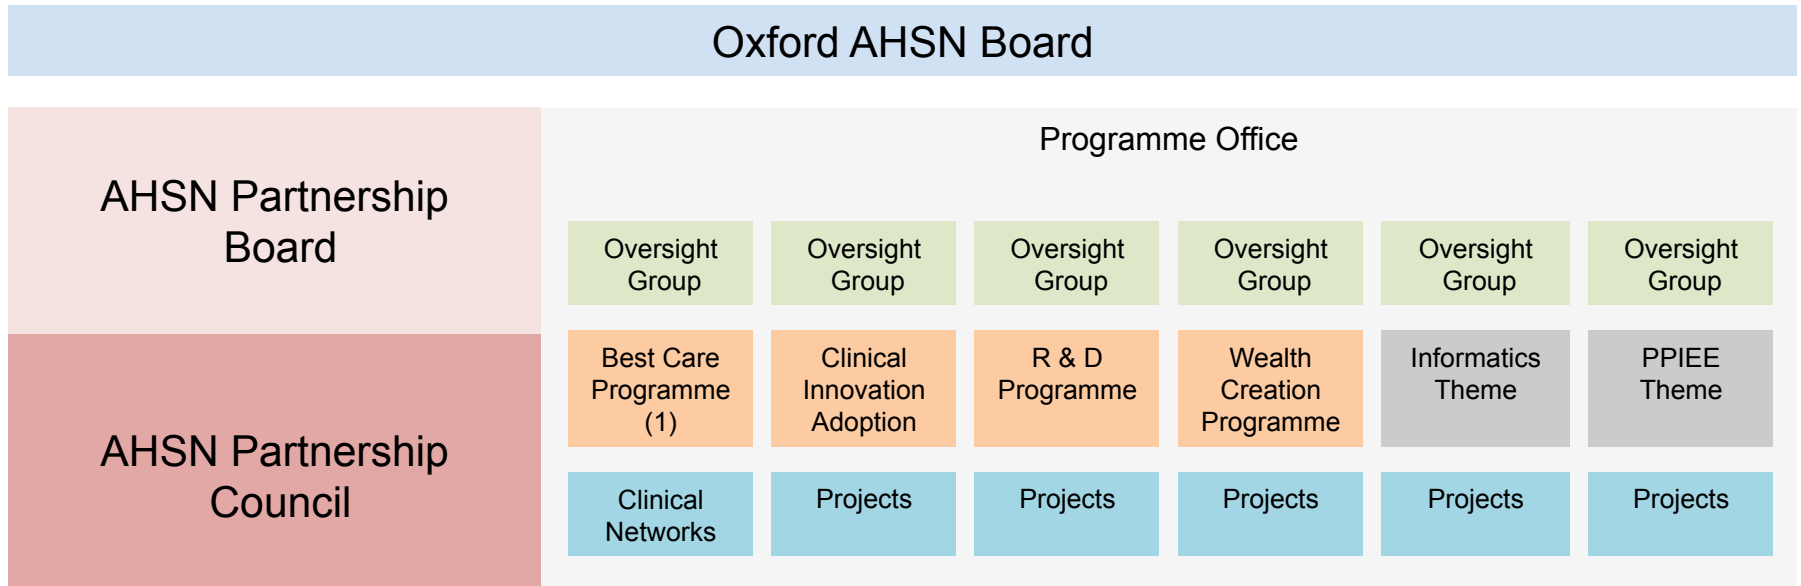 Oxford AHSN Board
AHSN Partnership
Board
AHSN Partnership
Council
Programme Office
Oversight
Group
Oversight
Group
Oversight
Group
Oversight
Group
Oversight
Group
Oversight
Group
Best Care
Programme
(1)
Clinical
Innovation
Adoption
R & D
Programme
Wealth
Creation
Programme
Informatics
Theme
PPIEE
Theme
Clinical
Networks
Projects
Projects
Projects
Projects
Projects